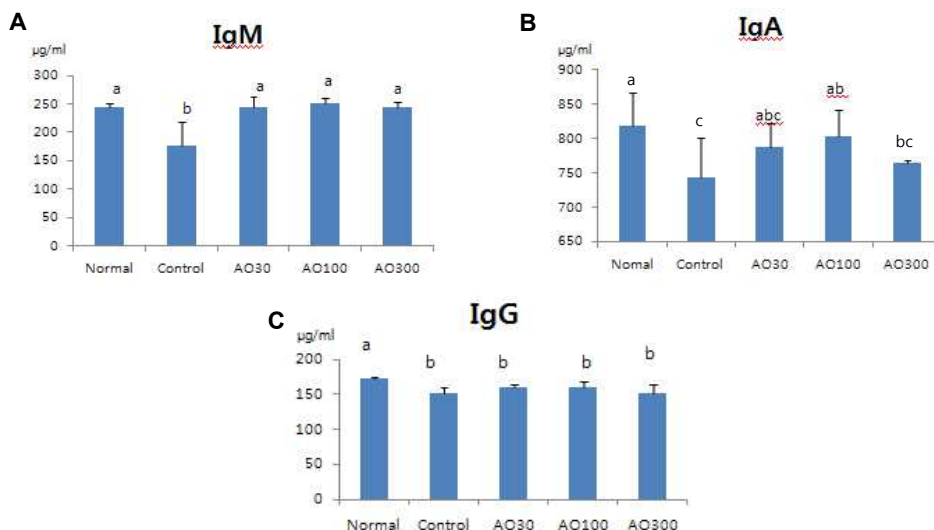 A
IgM
µg/ml
300
250
200
150
100
50
0
a
b
a
a
a
Normal Control AO30 AO100 AO300
B
IgA
µg/ml
900
850
800
750
700
650
a
c
abc
ab
bc
Nomal Control AO30 AO100 AO300
C
IgG
µg/ml
200
150
100
50
0
a
b
b
b
b
Normal Control AO30 AO100 AO300